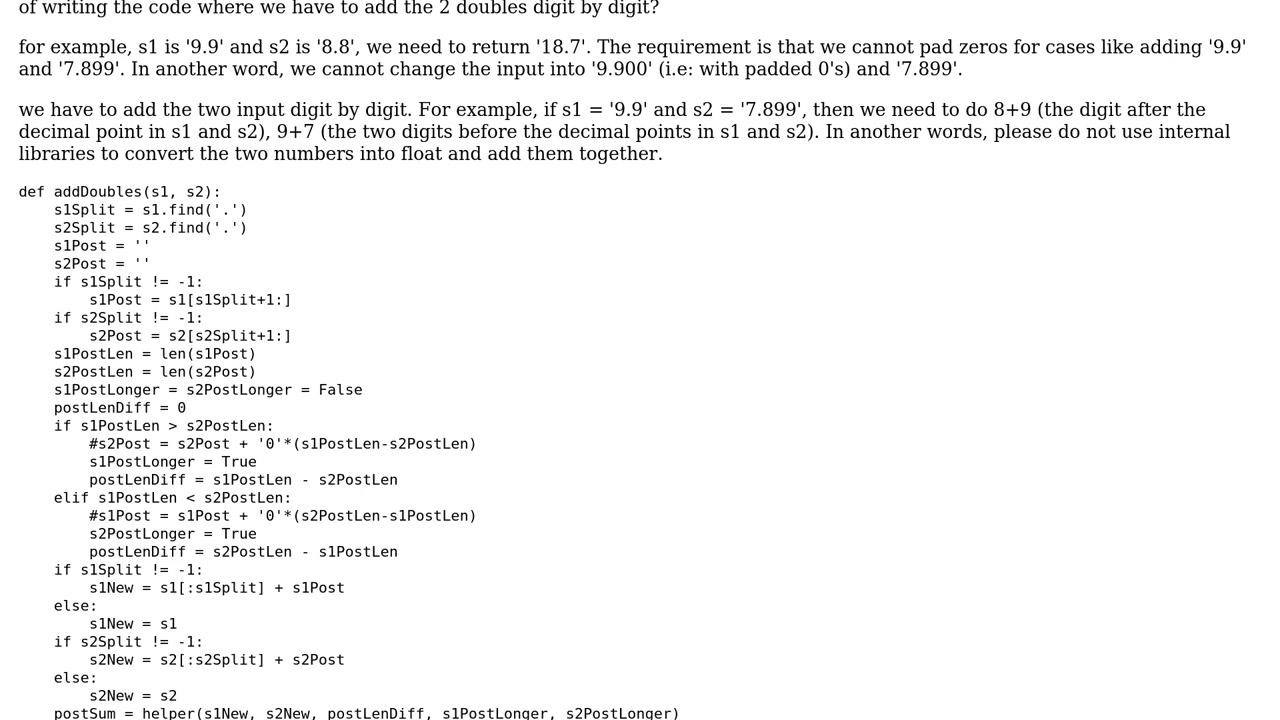 of writing the code where we have to add the 2 doubles digit by digit?
for example, s1 is '9.9' and s2 is '8.8', we need to return '18.7'. The requirement is that we cannot pad zeros for cases like adding '9.9'
and '7.899'. In another word, we cannot change the input into '9.900' (i.e: with padded 0's) and '7.899'.
we have to add the two input digit by digit. For example, if s1 = '9.9' and s2 = '7.899', then we need to do 8+9 (the digit after the
decimal point in s1 and s2), 9+7 (the two digits before the decimal points in s1 and s2). In another words, please do not use internal
libraries to convert the two numbers into float and add them together.
def addDoubles(s1, s2):
    s1Split = s1.find('.')
    s2Split = s2.find('.')
    s1Post = ''
    s2Post = ''
    if s1Split != -1:
        s1Post = s1[s1Split+1:]
    if s2Split != -1:
        s2Post = s2[s2Split+1:]
    s1PostLen = len(s1Post)
    s2PostLen = len(s2Post)
    s1PostLonger = s2PostLonger = False
    postLenDiff = 0
    if s1PostLen > s2PostLen:
        #s2Post = s2Post + '0'*(s1PostLen-s2PostLen)
        s1PostLonger = True
        postLenDiff = s1PostLen - s2PostLen
    elif s1PostLen < s2PostLen:
        #s1Post = s1Post + '0'*(s2PostLen-s1PostLen)
        s2PostLonger = True
        postLenDiff = s2PostLen - s1PostLen
    if s1Split != -1:
        s1New = s1[:s1Split] + s1Post
    else:
        s1New = s1
    if s2Split != -1:
        s2New = s2[:s2Split] + s2Post
    else:
        s2New = s2
    postSum = helper(s1New, s2New, postLenDiff, s1PostLonger, s2PostLonger)